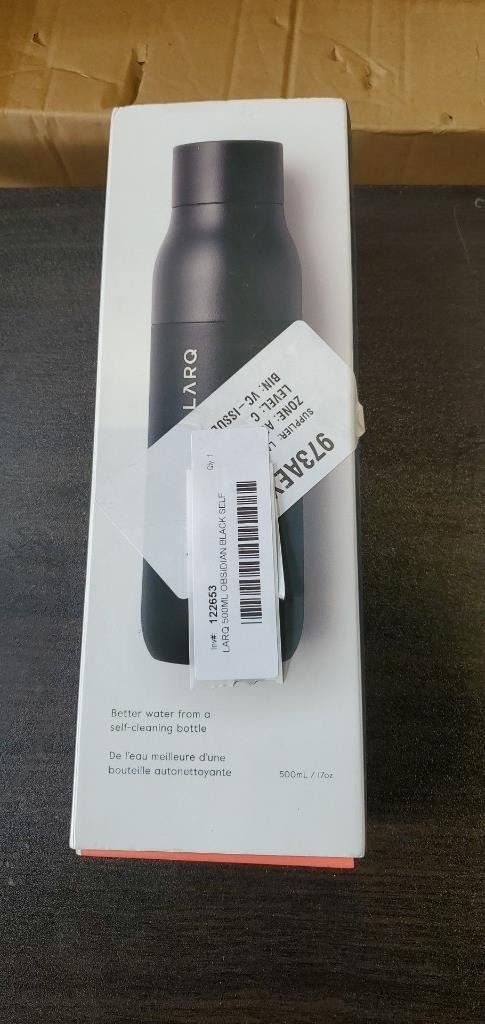 LARQ
SUPPLIER:
ZONE:
LEVEL: C
BIN: VC-ISSUE
973AEX
Qty 1
Inv#: 122653
LARQ 500ML OBSIDIAN BLACK SELF
Better water from a
self-cleaning bottle
De l'eau meilleure d'une
bouteille autonettoyante
500mL / 17oz